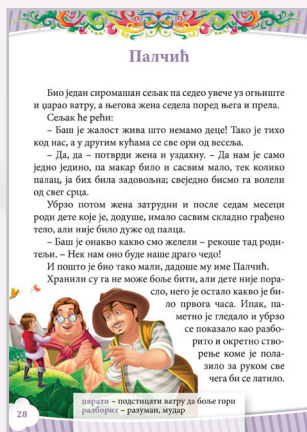 Палчић
Био један сиромашан сељак па седео увече уз огњиште
и џарао ватру, а његова жена седела поред њега и прела.
Сељак ће рећи:
– Баш је жалост жива што немамо деце! Тако је тихо
код нас, а у другим кућама се све ори од весеља.
– Да, да – потврди жена и уздахну. – Да нам је само
једно једино, па макар било и сасвим мало, тек колико
палац, ја бих била задовољна; свеједно бисмо га волели
од свег срца.
Убрзо потом жена затрудни и после седам месеци
роди дете које је, додуше, имало сасвим складно грађено
тело, али није било дуже од палца.
– Баш је онакво какво смо желели – рекоше тад роди-
тељи. – Нек нам оно буде наше драго чедо!
И пошто је био тако мали, дадоше му име Палчић.
Хранили су га не може боље бити, али дете није пора-
сло, него је остало какво је би-
ло првога часа. Ипак, па-
метно је гледало и убрзо
се показало као разбо-
рито и окретно ство-
рење коме је пола-
зило за руком све
чега би се латило.
џарати – подстицати ватру да боље гори
разборит – разуман, мудар
28